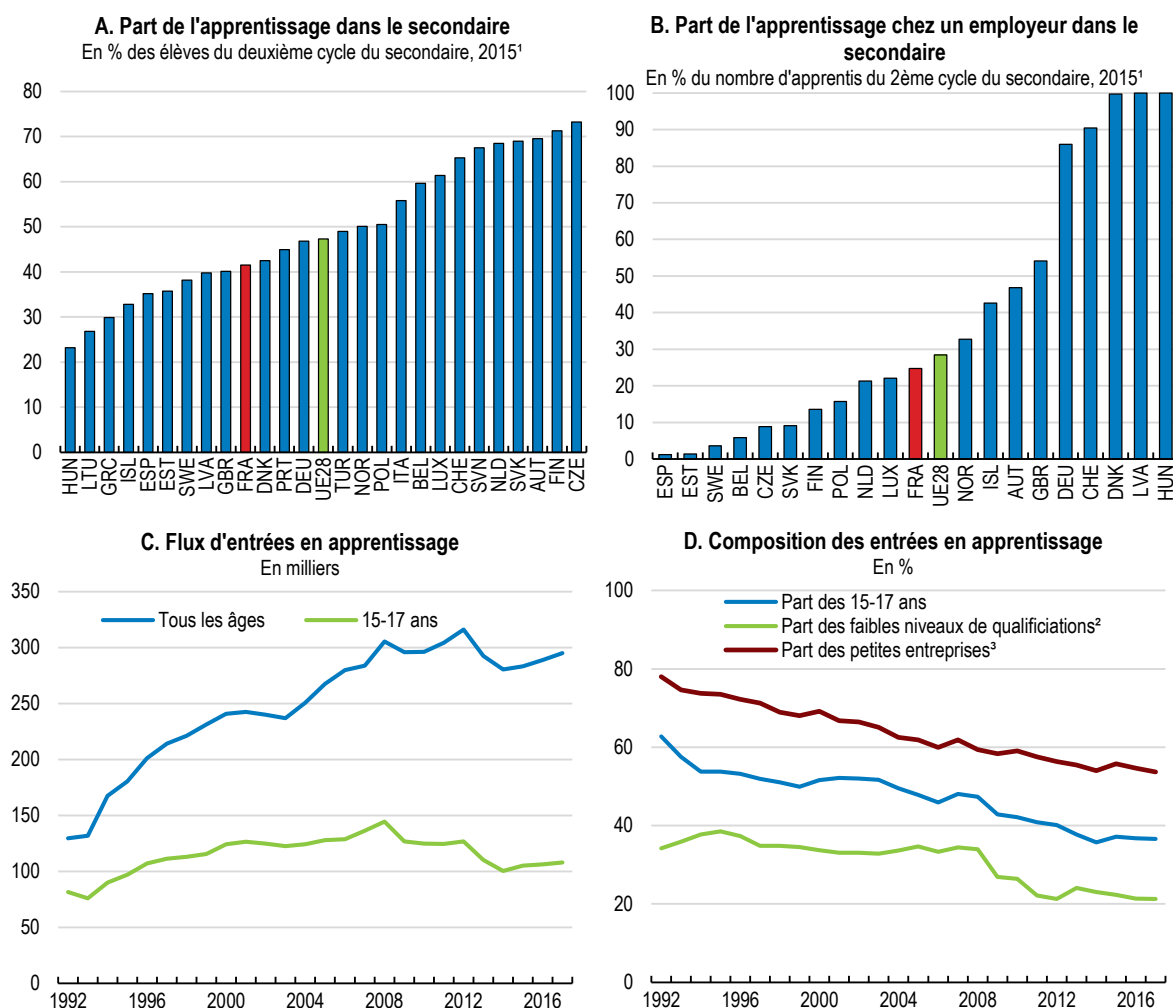 A. Part de l'apprentissage dans le secondaire
En % des élèves du deuxième cycle du secondaire, 2015¹
80
70
60
50
40
30
20
10
0
HUN LTU GRC ISL ESP EST SWE LVA GBR FRA DNK PRT DEU UE28 TUR NOR POL ITA BEL LUX CHE SVN NLD SVK AUT FIN CZE
B. Part de l'apprentissage chez un employeur dans le
secondaire
En % du nombre d'apprentis du 2ème cycle du secondaire, 2015¹
100
90
80
70
60
50
40
30
20
10
0
ESP EST SWE BEL CZE SVK FIN POL NLD LUX FRA UE28 NOR ISL AUT GBR DEU CHE DNK LVA HUN
C. Flux d'entrées en apprentissage
En milliers
350
Tous les âges 15-17 ans
300
250
200
150
100
50
0
1992 1996 2000 2004 2008 2012 2016
D. Composition des entrées en apprentissage
En %
100
Part des 15-17 ans
Part des faibles niveaux de qualificiations²
Part des petites entreprises³
80
60
40
20
0
1992 1996 2000 2004 2008 2012 2016